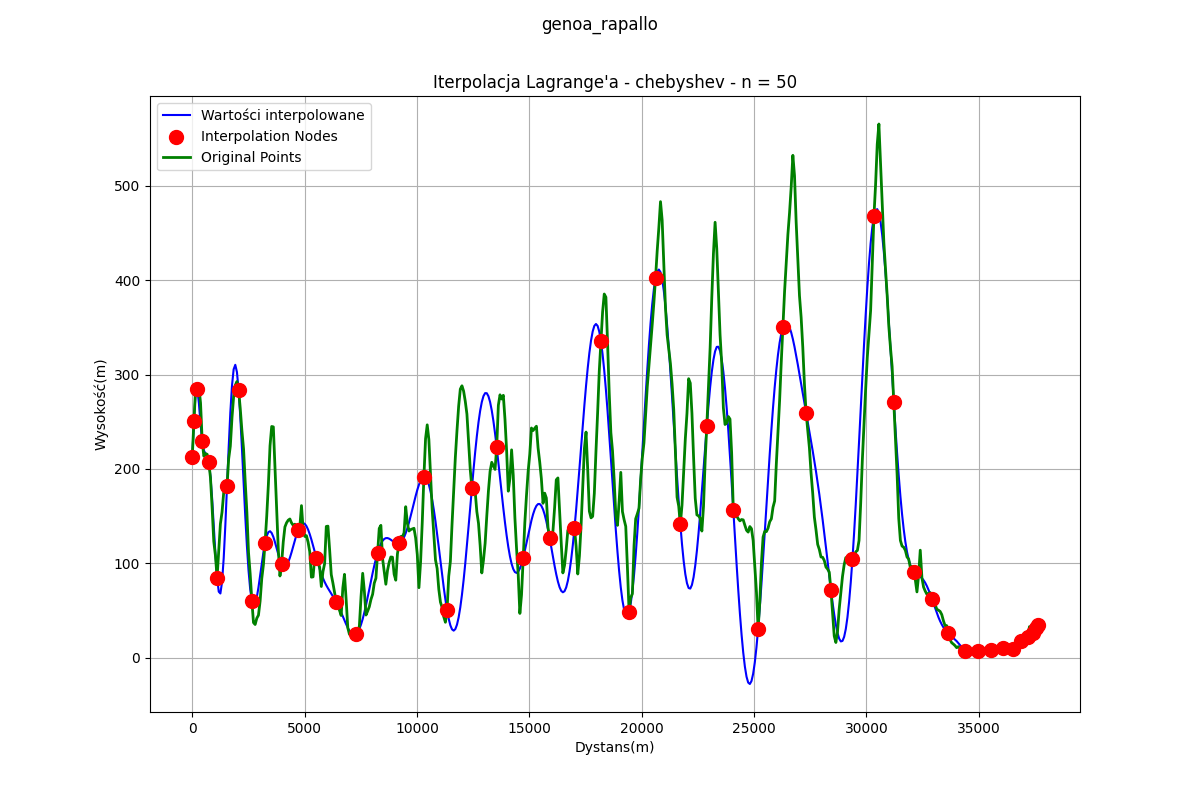 genoa_rapallo
Iterpolacja Lagrange'a - chebyshev - n = 50
Wartości interpolowane
Interpolation Nodes
Original Points
Wysokość(m)
500
400
300
200
100
0
0 5000 10000 15000 20000 25000 30000 35000
Dystans(m)